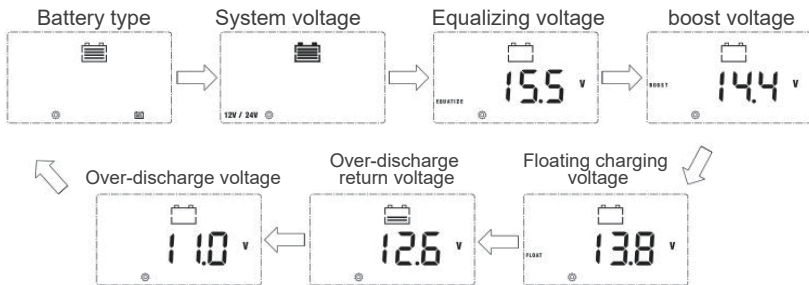 Battery type
System voltage
Equalizing voltage
boost voltage
12V / 24V
EQUALIZE
15.5 V
BOOST
14.4 V
Over-discharge voltage
Over-discharge
return voltage
Floating charging
voltage
11.0 V
12.6 V
FLOAT
13.8 V